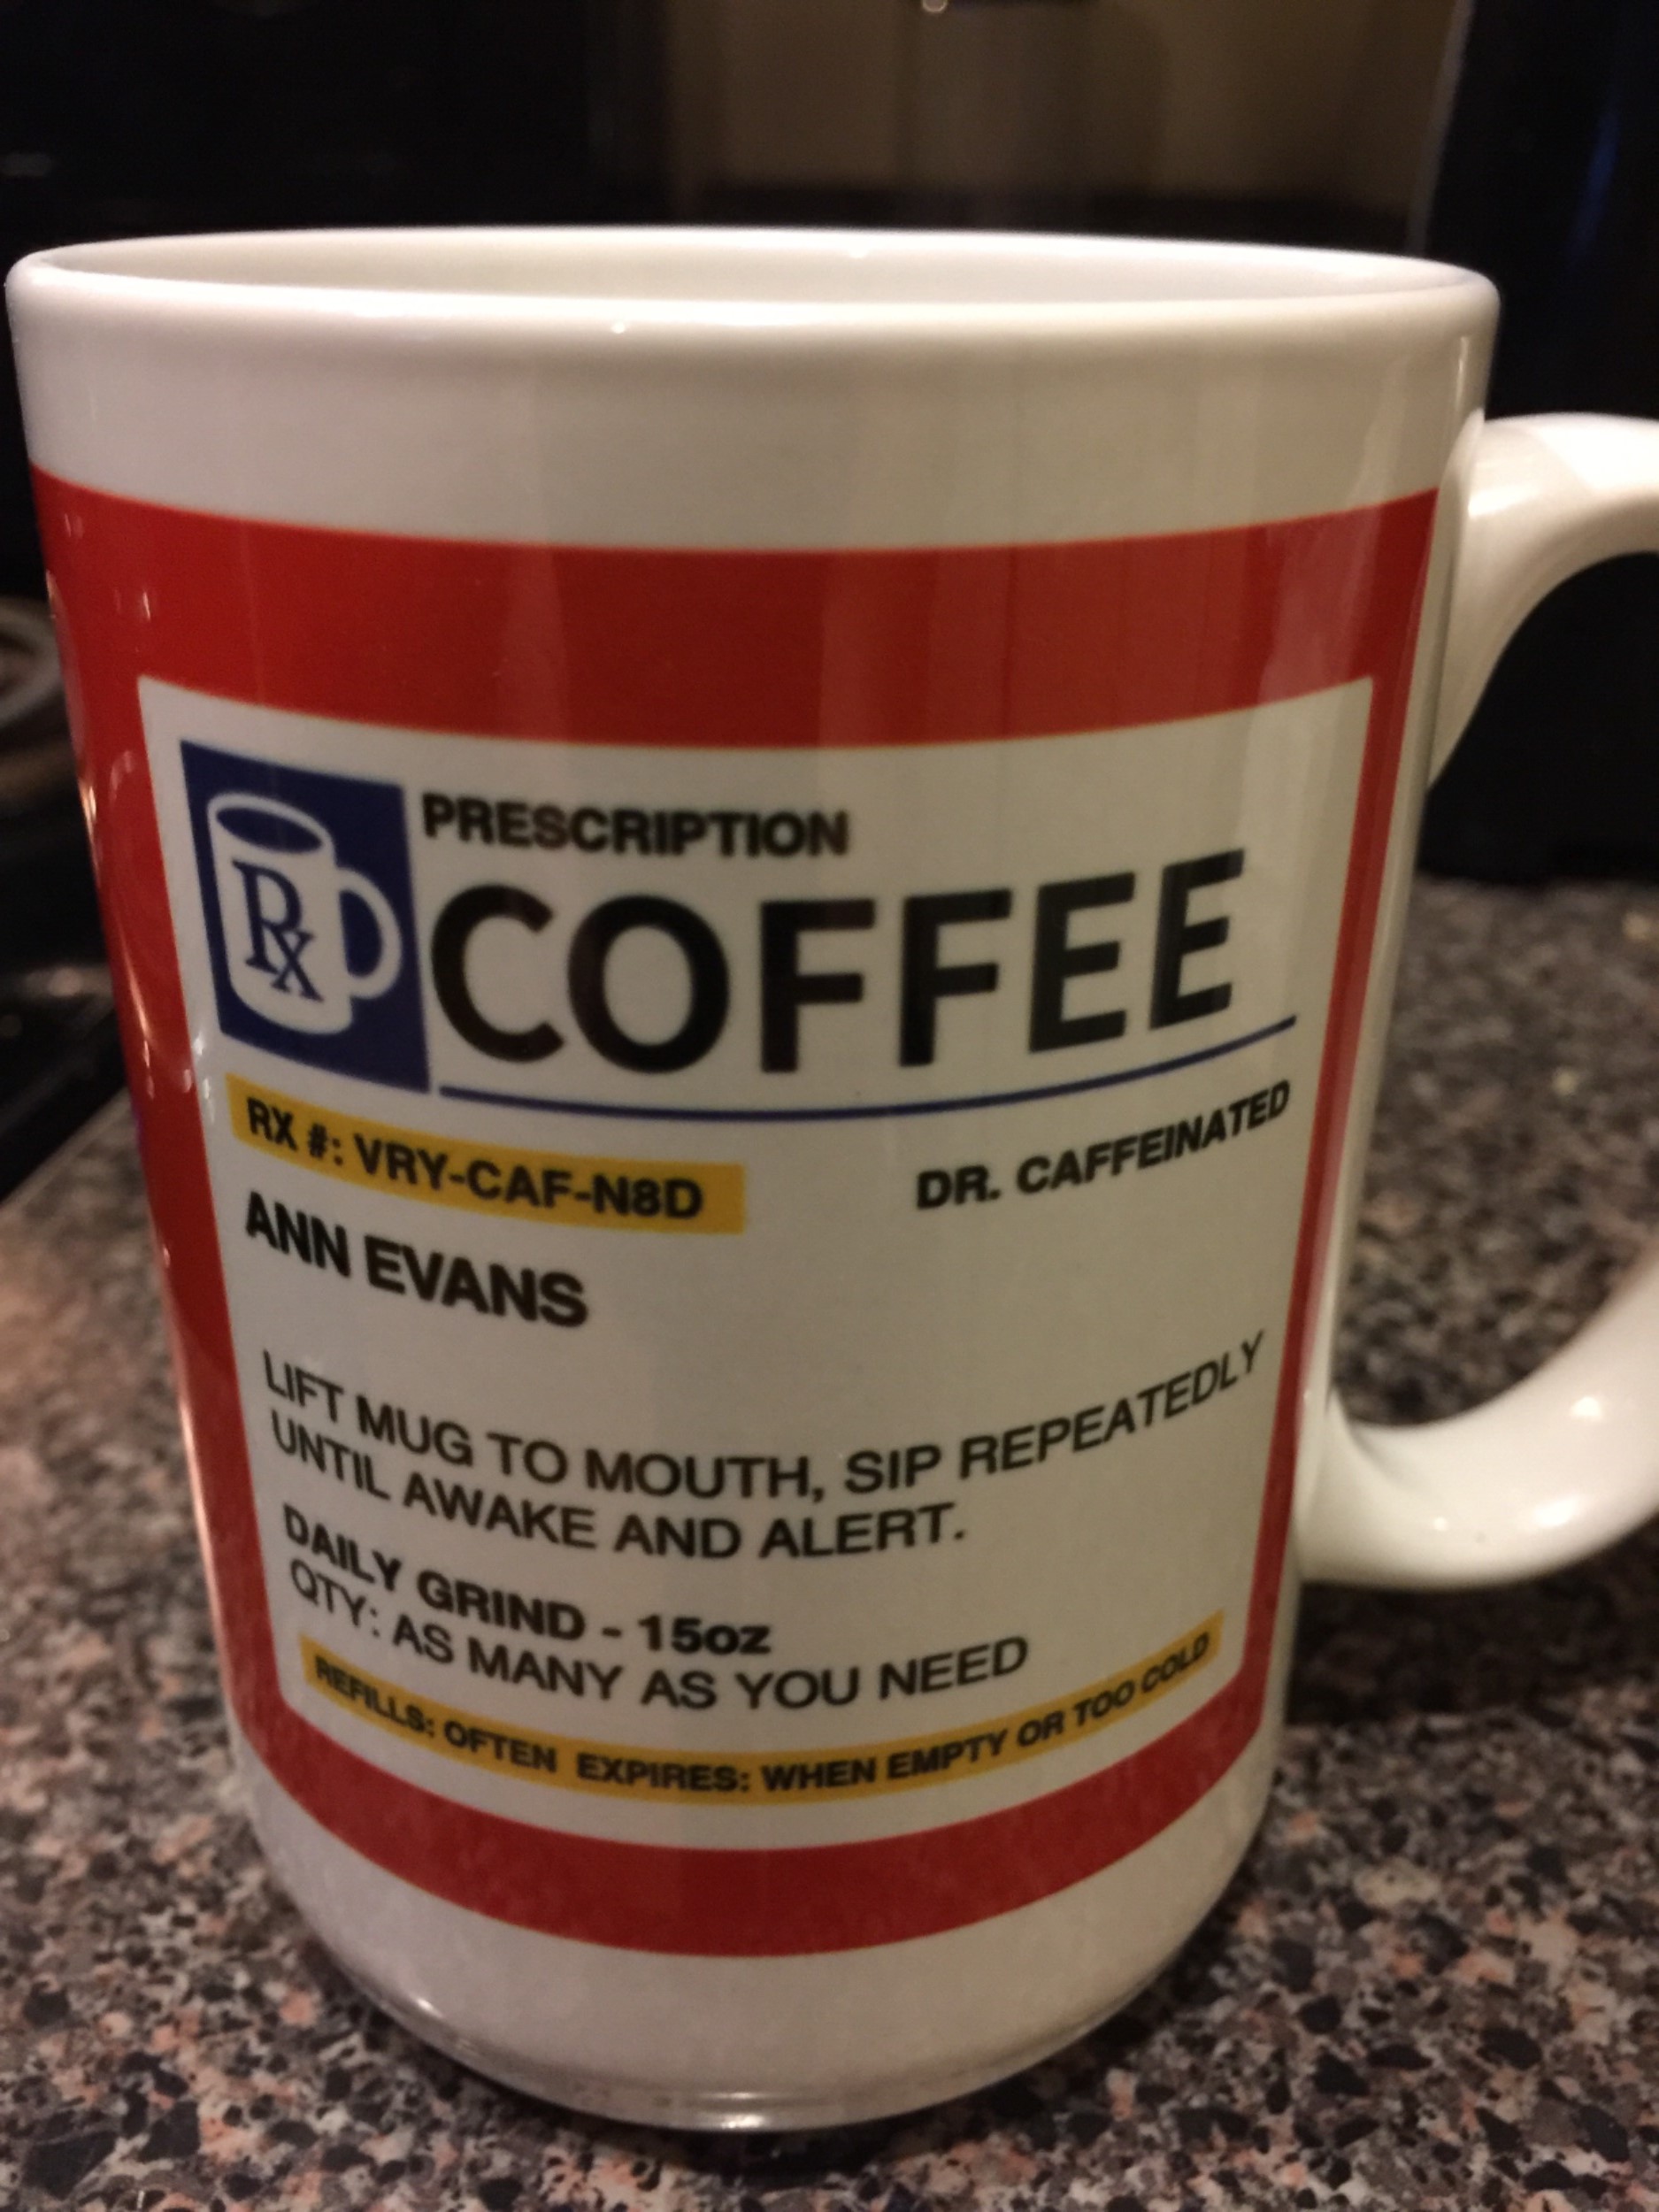 Rx
PRESCRIPTION
COFFEE
RX #: VRY-CAF-N8D
DR. CAFFEINATED
ANN EVANS
LIFT MUG TO MOUTH, SIP REPEATEDLY
UNTIL AWAKE AND ALERT.
DAILY GRIND - 15oz
QTY: AS MANY AS YOU NEED
REFILLS: OFTEN EXPIRES: WHEN EMPTY OR TOO COLD